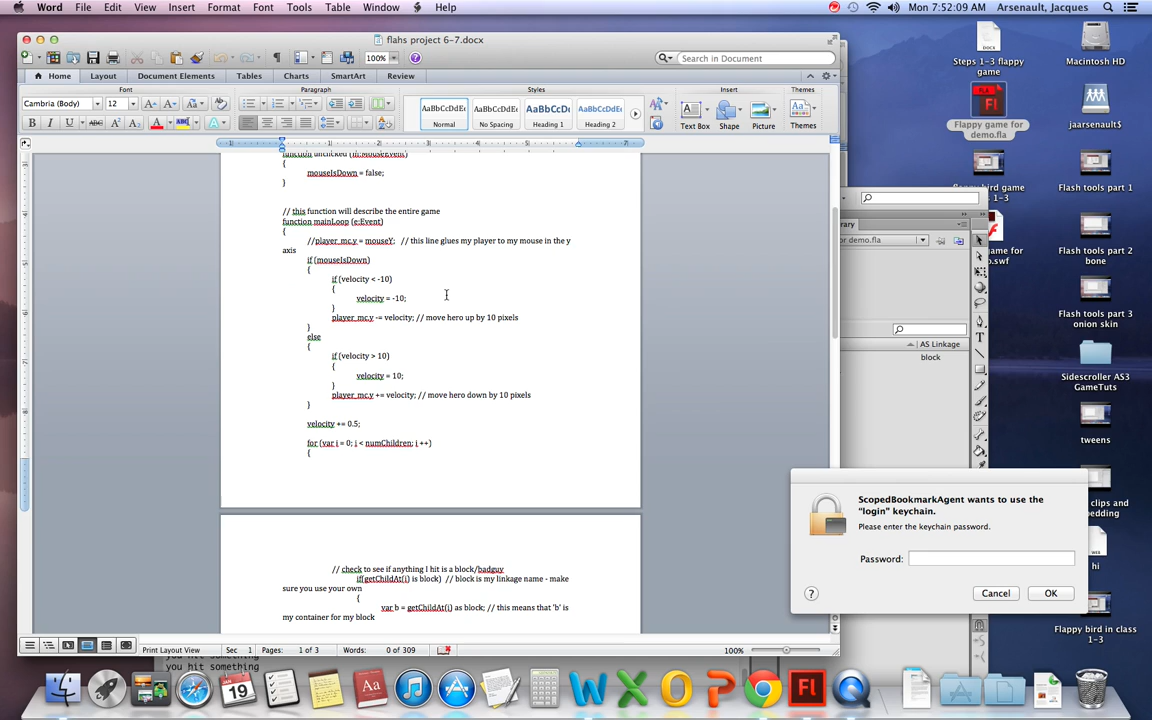 Word File Edit View Insert Format Font Tools Table Window Help
Mon 7:52:09 AM Arsenault, Jacques
flahs project 6-7.docx
100%
Search in Document
Home Layout Document Elements Tables Charts SmartArt Review
Font Paragraph Styles Insert Themes
Cambria (Body) 12
AaBbCcDdEe AaBbCcDdEe AaBbCcDd AaBbCcDdEe
Normal No Spacing Heading 1 Heading 2
Text Box Shape Picture Themes
B I U ABC
function unclicked (m:MouseEvent)
{
mouseIsDown = false;
}
// this function will describe the entire game
function mainLoop (e:Event)
{
//player_mc.y = mouseY; // this line glues my player to my mouse in the y
axis
if (mouseIsDown)
{
if (velocity < -10)
{
velocity = -10;
}
player_mc.y -= velocity; // move hero up by 10 pixels
}
else
{
if (velocity > 10)
{
velocity = 10;
}
player_mc.y += velocity; // move hero down by 10 pixels
}
velocity += 0.5;
for (var i = 0; i < numChildren; i ++)
{
// check to see if anything I hit is a block/badguy
if(getChildAt(i) is block) // block is my linkage name - make
sure you use your own
{
var b = getChildAt(i) as block; // this means that 'b' is
my container for my block
Print Layout View Sec 1 Pages: 1 of 3 Words: 0 of 309 100%
you hit something
Steps 1-3 flappy
game
Macintosh HD
Flappy game for
demo.fla
jaarsenault$
Flash tools part 1
Flash tools part 2
bone
Flash tools part 3
onion skin
Sidescroller AS3
GameTuts
tweens
hi
Flappy bird in class
1-3
AS Linkage
block
ScopedBookmarkAgent wants to use the
"login" keychain.
Please enter the keychain password.
Password:
? Cancel OK
JAN
19
Fl